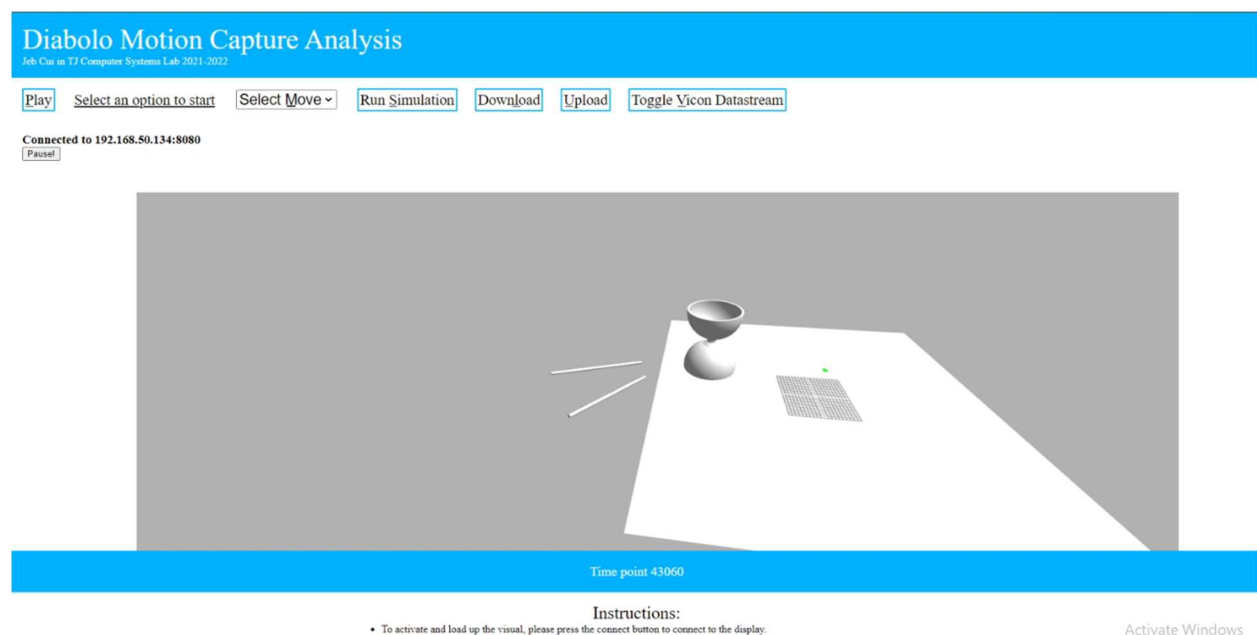 Diabolo Motion Capture Analysis
Jeb Cui in TJ Computer Systems Lab 2021-2022
Play Select an option to start Select Move Run Simulation Download Upload Toggle Vicon Datastream
Connected to 192.168.50.134:8080
Pause!
Time point 43060
Instructions:
• To activate and load up the visual, please press the connect button to connect to the display.
Activate Windows